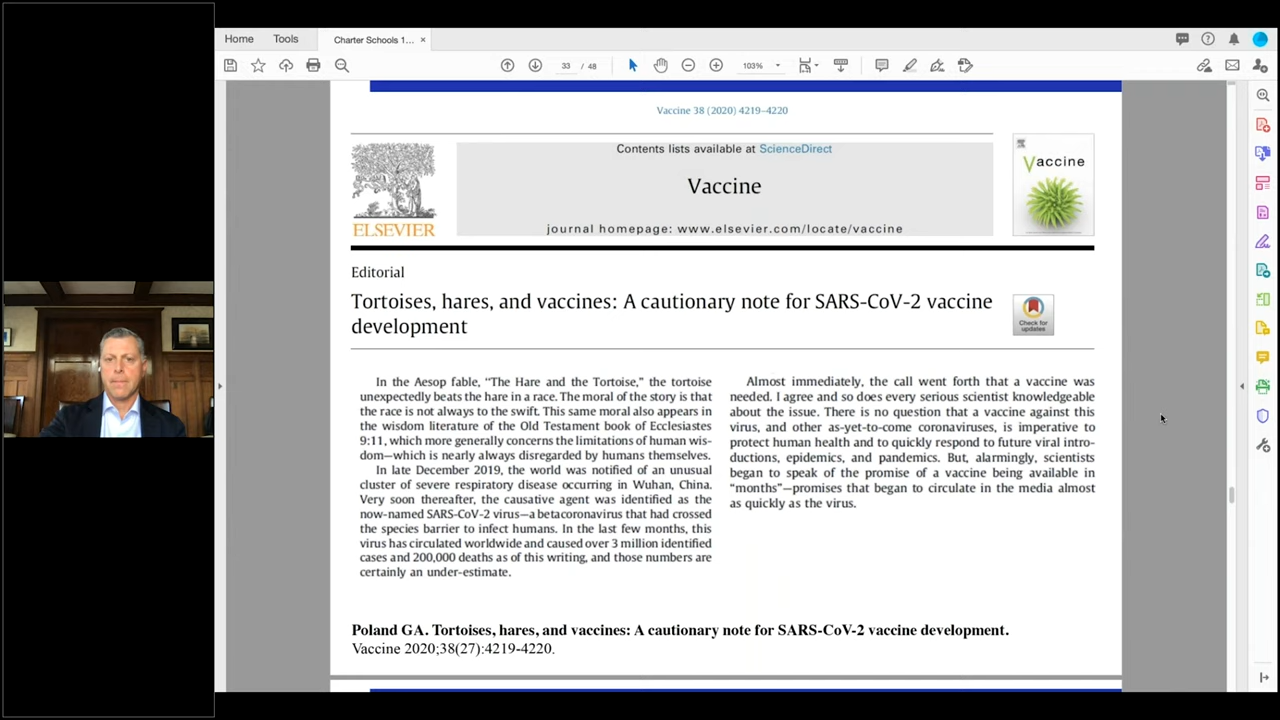 Home
Tools
Charter Schools 1...
33 / 48
103%
Vaccine 38 (2020) 4219–4220
Contents lists available at ScienceDirect
Vaccine
journal homepage: www.elsevier.com/locate/vaccine
ELSEVIER
Vaccine
Editorial
Tortoises, hares, and vaccines: A cautionary note for SARS-CoV-2 vaccine
development
Check for
updates
In the Aesop fable, "The Hare and the Tortoise," the tortoise
unexpectedly beats the hare in a race. The moral of the story is that
the race is not always to the swift. This same moral also appears in
the wisdom literature of the Old Testament book of Ecclesiastes
9:11, which more generally concerns the limitations of human wis-
dom—which is nearly always disregarded by humans themselves.
In late December 2019, the world was notified of an unusual
cluster of severe respiratory disease occurring in Wuhan, China.
Very soon thereafter, the causative agent was identified as the
now-named SARS-CoV-2 virus—a betacoronavirus that had crossed
the species barrier to infect humans. In the last few months, this
virus has circulated worldwide and caused over 3 million identified
cases and 200,000 deaths as of this writing, and those numbers are
certainly an under-estimate.
Almost immediately, the call went forth that a vaccine was
needed. I agree and so does every serious scientist knowledgeable
about the issue. There is no question that a vaccine against this
virus, and other as-yet-to-come coronaviruses, is imperative to
protect human health and to quickly respond to future viral intro-
ductions, epidemics, and pandemics. But, alarmingly, scientists
began to speak of the promise of a vaccine being available in
"months"—promises that began to circulate in the media almost
as quickly as the virus.
Poland GA. Tortoises, hares, and vaccines: A cautionary note for SARS-CoV-2 vaccine development.
Vaccine 2020;38(27):4219-4220.